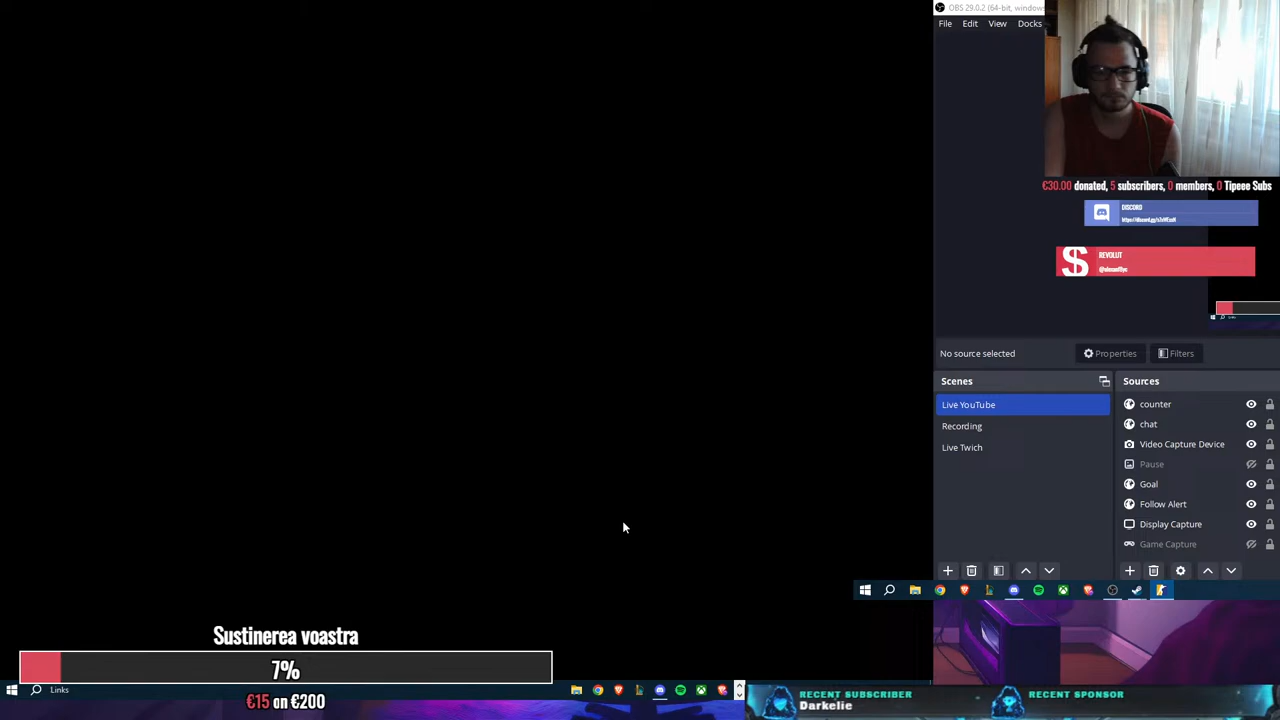 OBS 29.0.2 (64-bit, windows
File Edit View Docks
€30.00 donated, 5 subscribers, 0 members, 0 Tipeee Subs
DISCORD
REVOLUT
No source selected
Properties
Filters
Scenes
Sources
Live YouTube
Recording
Live Twich
counter
chat
Video Capture Device
Pause
Goal
Follow Alert
Display Capture
Game Capture
Sustinerea voastra
7%
€15 on €200
Links
RECENT SUBSCRIBER
Darkelie
RECENT SPONSOR